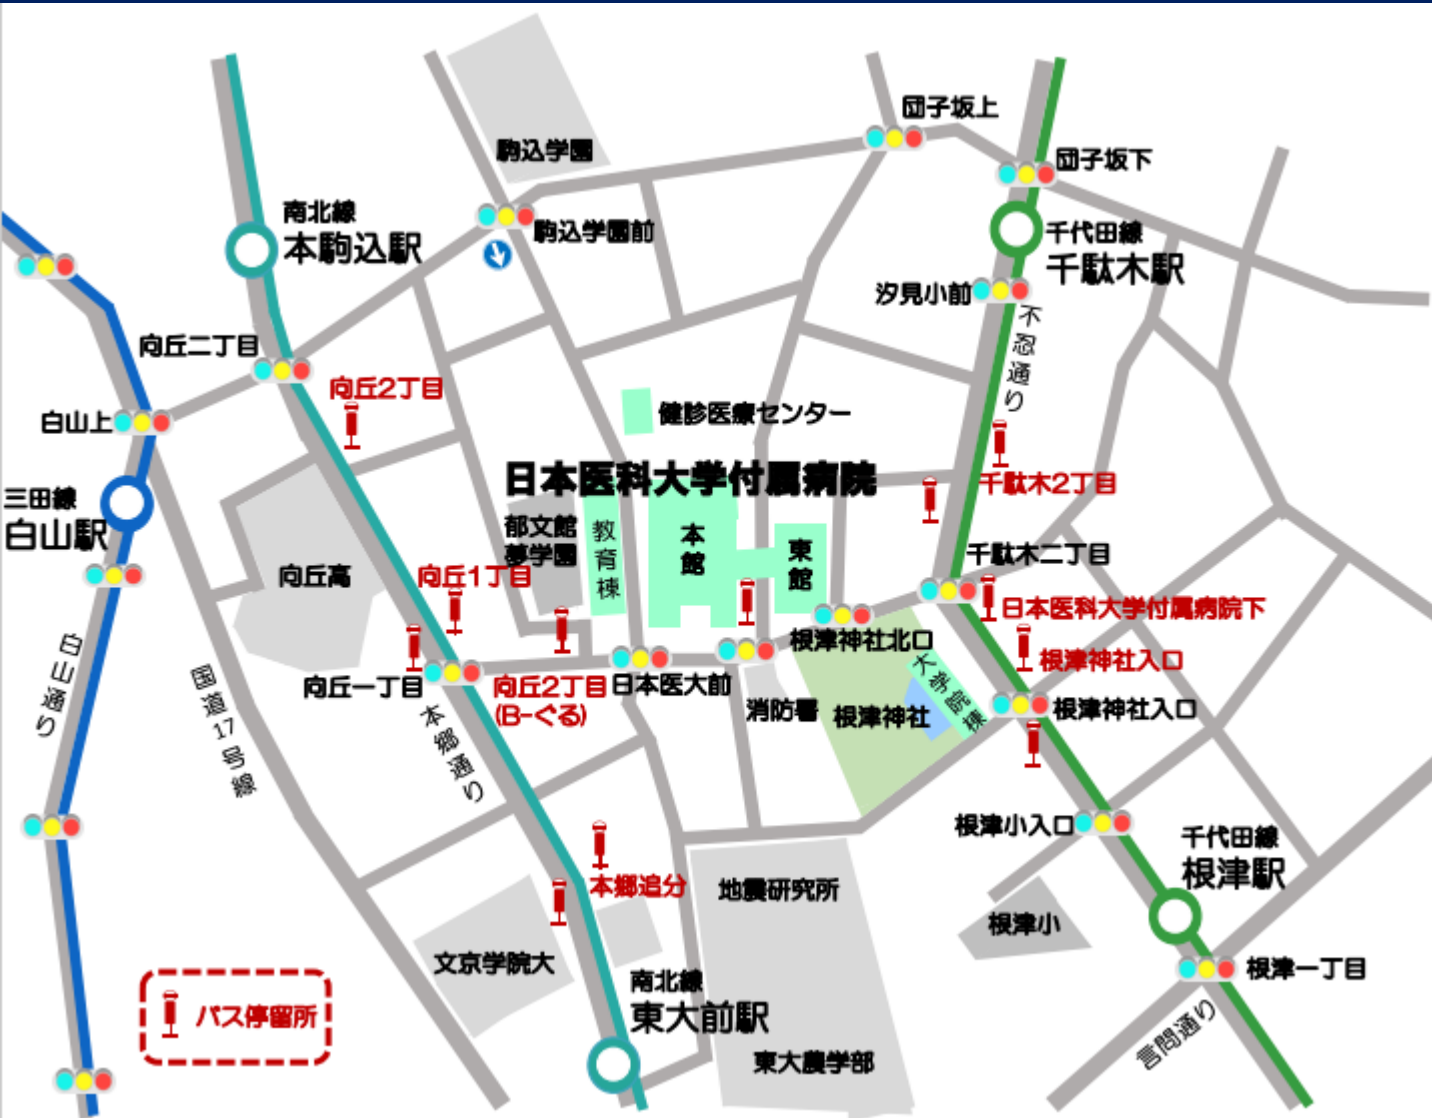 団子坂上
団子坂下
駒込学園
南北線
本駒込駅
駒込学園前
千代田線
千駄木駅
汐見小前
不忍通り
向丘二丁目
向丘2丁目
白山上
健診医療センター
日本医科大学付属病院
千駄木2丁目
三田線
白山駅
郁文館
夢学園
教育棟
本館
東館
千駄木二丁目
向丘高
向丘1丁目
日本医科大学付属病院下
根津神社北口
根津神社入口
白山通り
国道17号線
向丘一丁目
向丘2丁目
(B-ぐる)
日本医大前
大学院棟
消防署
根津神社
根津神社入口
本郷通り
根津小入口
千代田線
根津駅
本郷追分
地震研究所
根津小
文京学院大
南北線
東大前駅
根津一丁目
バス停留所
言問通り
東大農学部